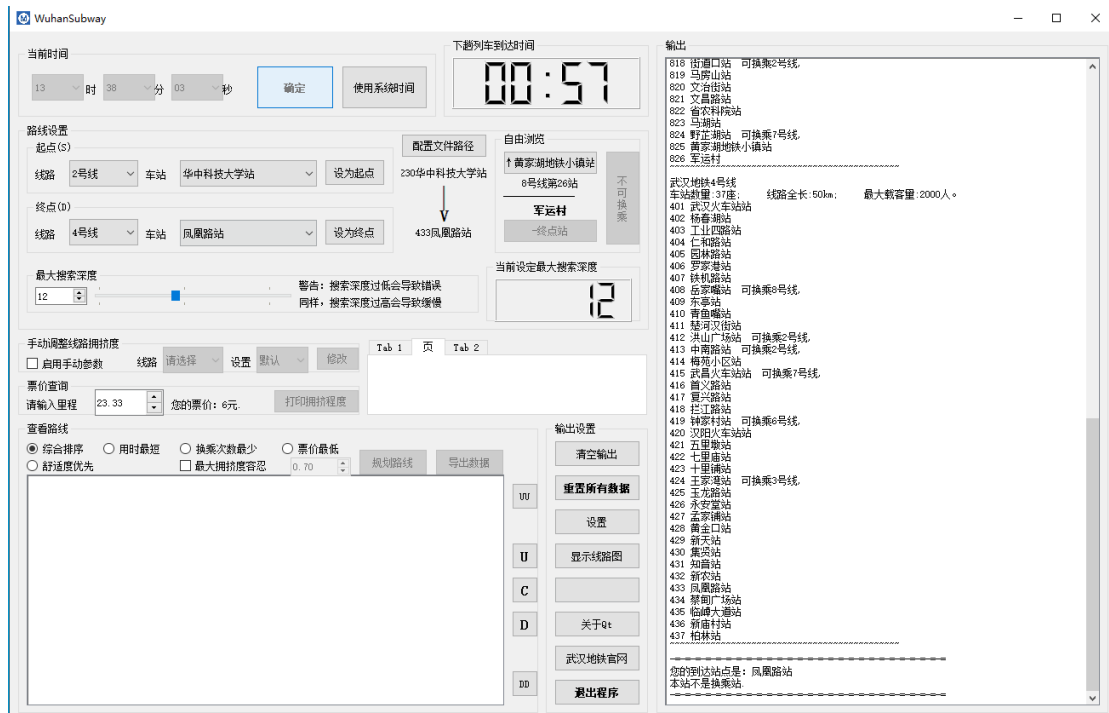 WuhanSubway
当前时间
13 时 38 分 03 秒
确定
使用系统时间
下趟列车到达时间
00:57
路线设置
起点(S)
线路 2号线 车站 华中科技大学站 设为起点
终点(D)
线路 4号线 车站 凤凰路站 设为终点
配置文件路径
230华中科技大学站
433凤凰路站
自由浏览
↑黄家湖地铁小镇站
8号线第26站
军运村
-终点站
不可换乘
最大搜索深度
12
警告：搜索深度过低会导致错误
同样，搜索深度过高会导致缓慢
当前设定最大搜索深度
12
手动调整线路拥挤度
启用手动参数 线路 请选择 设置 默认 修改
票价查询
请输入里程 23.33 您的票价：6元. 打印拥挤程度
Tab 1 页 Tab 2
查看路线
综合排序 用时最短 换乘次数最少 票价最低
舒适度优先 最大拥挤度容忍 0.70 规划路线 导出数据
UU
U
C
D
DD
输出设置
清空输出
重置所有数据
设置
显示线路图
关于Qt
武汉地铁官网
退出程序
输出
818 街道口站 可换乘2号线,
819 马房山站
820 文治街站
821 文昌路站
822 省农科院站
823 马湖站
824 野芷湖站 可换乘7号线,
825 黄家湖地铁小镇站
826 军运村
~~~~~~~~~~~~~~~~~~~~~~~~~~~~~~~~~~~~~~
武汉地铁4号线
车站数量:37座; 线路全长:50km; 最大载客量:2000人。
401 武汉火车站站
402 杨春湖站
403 工业四路站
404 仁和路站
405 园林路站
406 罗家港站
407 铁机路站
408 岳家嘴站 可换乘8号线,
409 东亭站
410 青鱼嘴站
411 楚河汉街站
412 洪山广场站 可换乘2号线,
413 中南路站 可换乘2号线,
414 梅苑小区站
415 武昌火车站站 可换乘7号线,
416 首义路站
417 复兴路站
418 拦江路站
419 钟家村站 可换乘6号线,
420 汉阳火车站站
421 五里墩站
422 七里庙站
423 十里铺站
424 王家湾站 可换乘3号线,
425 玉龙路站
426 永安堂站
427 孟家铺站
428 黄金口站
429 新天站
430 集贤站
431 知音站
432 新农站
433 凤凰路站
434 蔡甸广场站
435 临嶂大道站
436 新庙村站
437 柏林站
~~~~~~~~~~~~~~~~~~~~~~~~~~~~~~~~~~~~~~
-=-=-=-=-=-=-=-=-=-=-=-=-=-=-=-=-=-=-=
您的到达站点是：凤凰路站
本站不是换乘站.
-=-=-=-=-=-=-=-=-=-=-=-=-=-=-=-=-=-=-=